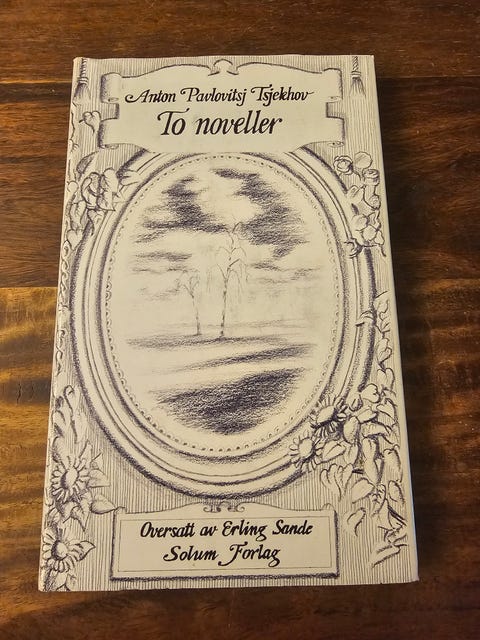 Anton Pavlovitsj Tsjekhov
To noveller
Oversatt av Erling Sande
Solum Forlag